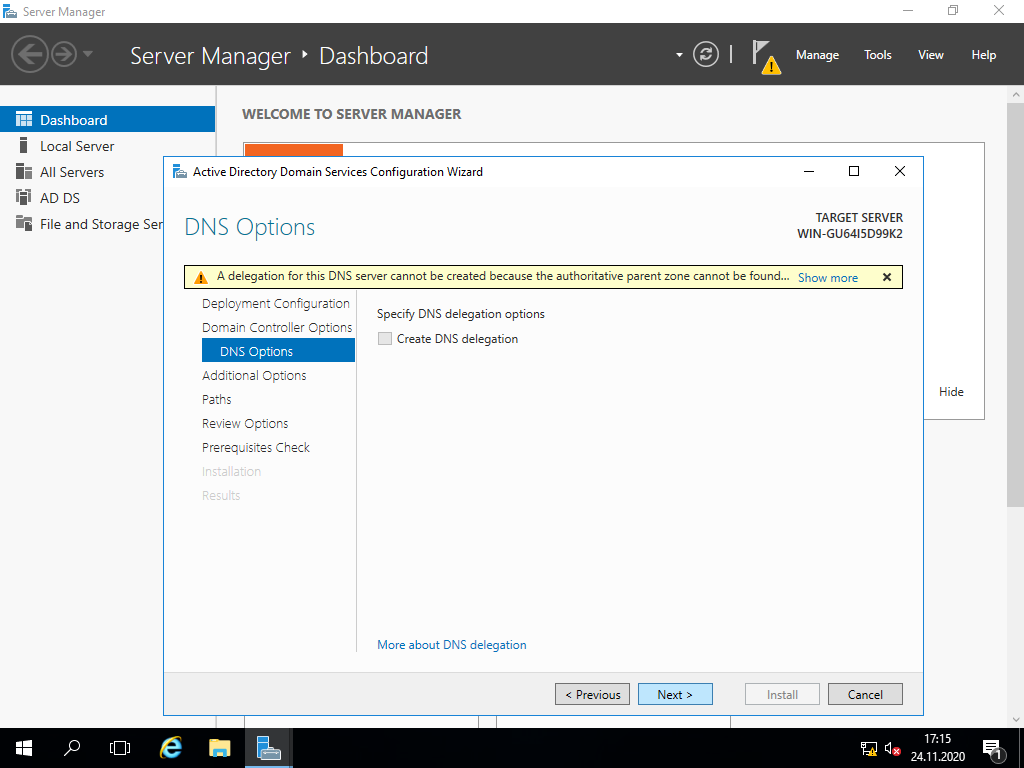 Server Manager
Server Manager ‣ Dashboard
Manage Tools View Help
Dashboard
Local Server
All Servers
AD DS
File and Storage Ser
WELCOME TO SERVER MANAGER
Active Directory Domain Services Configuration Wizard
DNS Options
TARGET SERVER
WIN-GU64I5D99K2
A delegation for this DNS server cannot be created because the authoritative parent zone cannot be found... Show more
Deployment Configuration
Domain Controller Options
DNS Options
Additional Options
Paths
Review Options
Prerequisites Check
Installation
Results
Specify DNS delegation options
Create DNS delegation
More about DNS delegation
Hide
< Previous Next > Install Cancel
17:15
24.11.2020
1